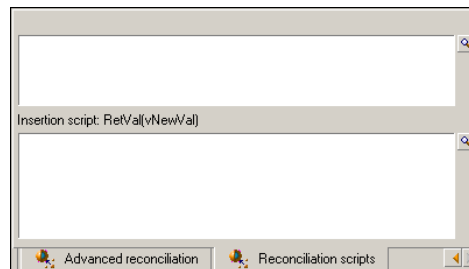 Insertion script: RetVal(vNewVal)
Advanced reconciliation
Reconciliation scripts